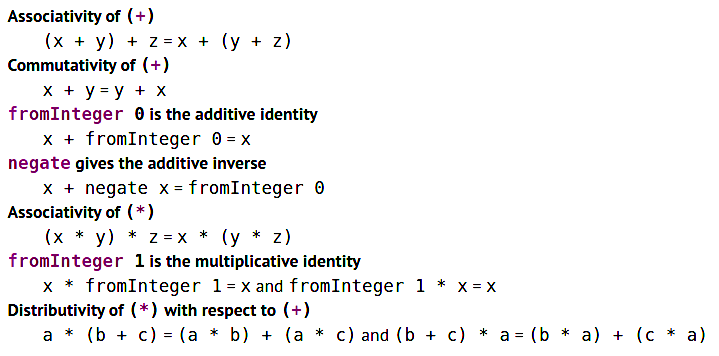 Associativity of (+)
(x + y) + z = x + (y + z)
Commutativity of (+)
x + y = y + x
fromInteger 0 is the additive identity
x + fromInteger 0 = x
negate gives the additive inverse
x + negate x = fromInteger 0
Associativity of (*)
(x * y) * z = x * (y * z)
fromInteger 1 is the multiplicative identity
x * fromInteger 1 = x and fromInteger 1 * x = x
Distributivity of (*) with respect to (+)
a * (b + c) = (a * b) + (a * c) and (b + c) * a = (b * a) + (c * a)